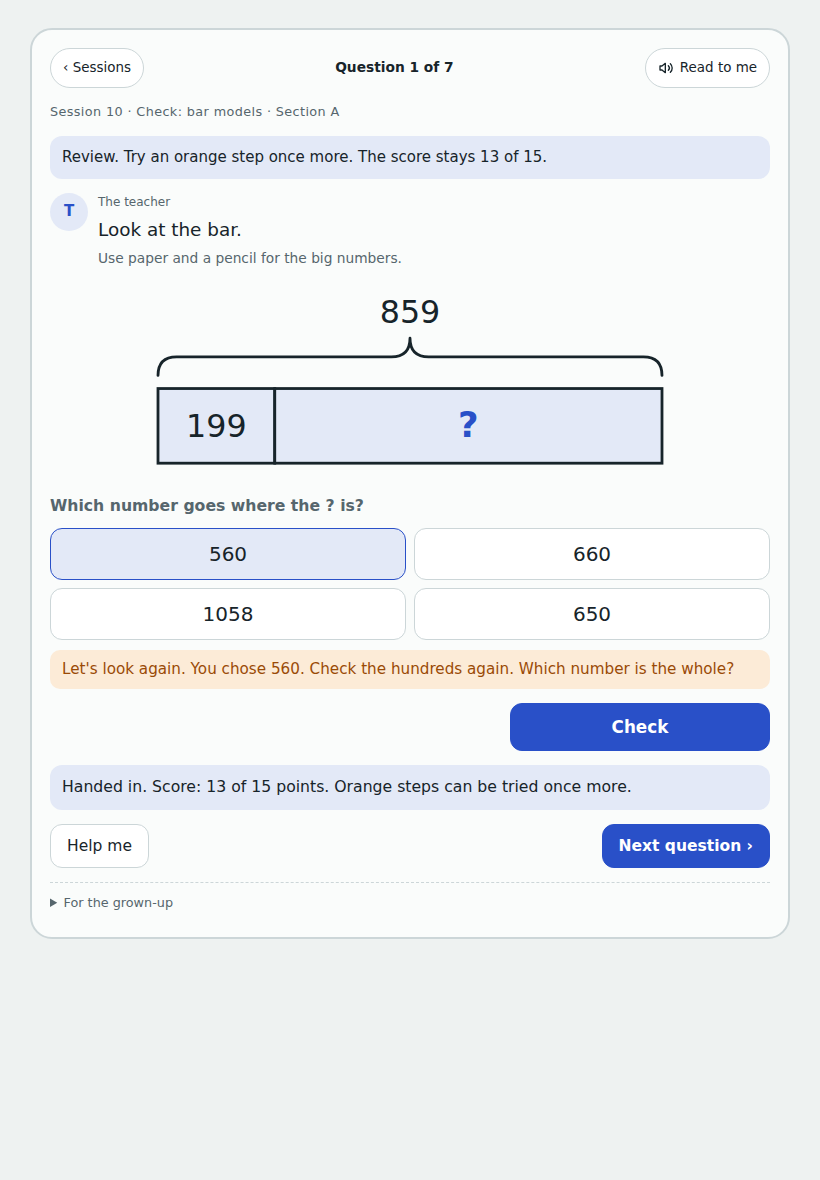 ‹ Sessions
Question 1 of 7
Read to me
Session 10 · Check: bar models · Section A
Review. Try an orange step once more. The score stays 13 of 15.
T
The teacher
Look at the bar.
Use paper and a pencil for the big numbers.
859
199
?
Which number goes where the ? is?
560
660
1058
650
Let's look again. You chose 560. Check the hundreds again. Which number is the whole?
Check
Handed in. Score: 13 of 15 points. Orange steps can be tried once more.
Help me
Next question ›
For the grown-up